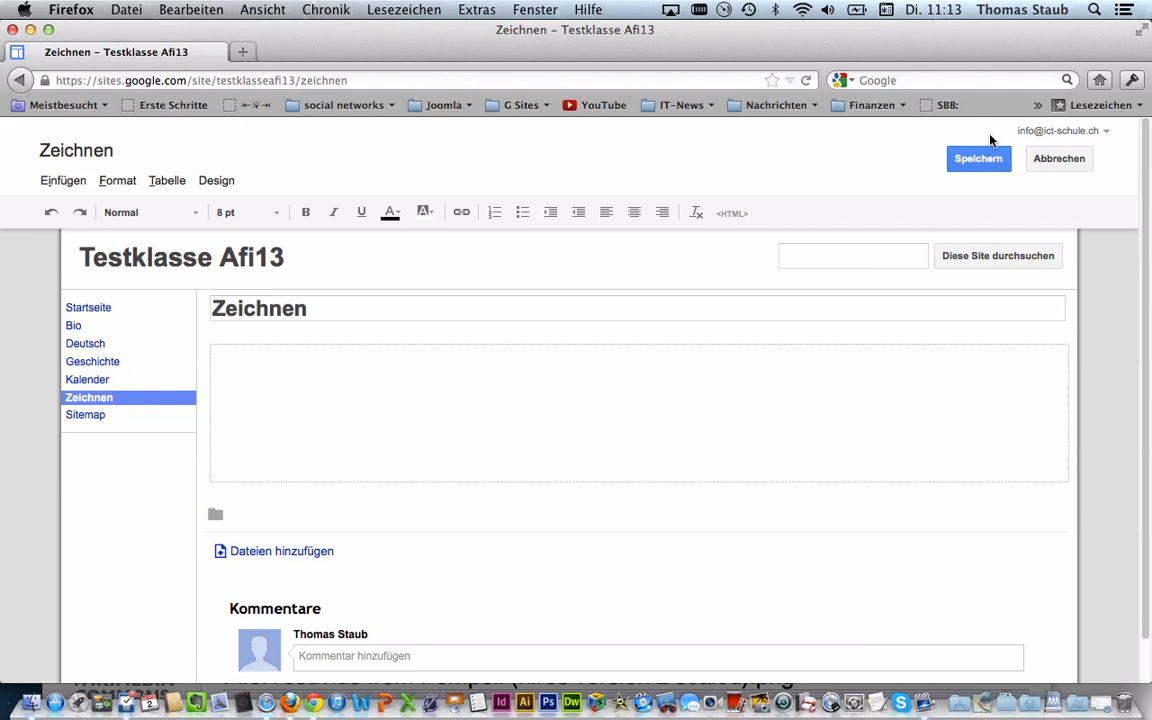 Firefox Datei Bearbeiten Ansicht Chronik Lesezeichen Extras Fenster Hilfe Di. 11:13 Thomas Staub
Zeichnen – Testklasse Afi13
Zeichnen – Testklasse Afi13
https://sites.google.com/site/testklasseafi13/zeichnen Google
Meistbesucht Erste Schritte social networks Joomla G Sites YouTube IT-News Nachrichten Finanzen SBB: » Lesezeichen
info@ict-schule.ch
Zeichnen Speichern Abbrechen
Einfügen Format Tabelle Design
Normal 8 pt B I U A A <HTML>
Testklasse Afi13 Diese Site durchsuchen
Startseite
Zeichnen
Bio
Deutsch
Geschichte
Kalender
Zeichnen
Sitemap
Dateien hinzufügen
Kommentare
Thomas Staub
Kommentar hinzufügen